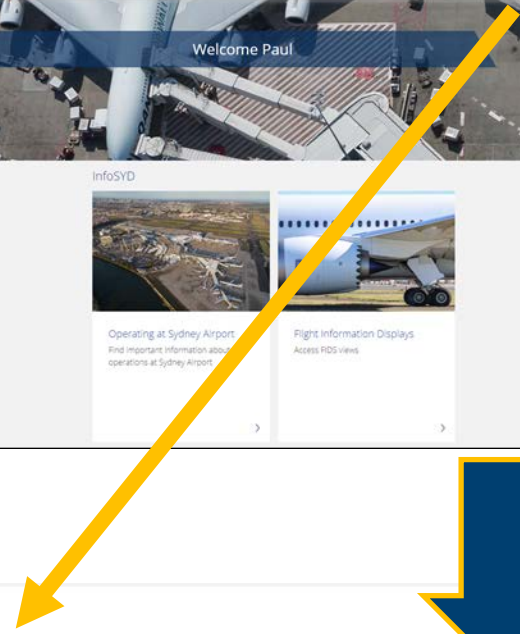 Welcome Paul
InfoSYD
Operating at Sydney Airport
Find important information about
operations at Sydney Airport
Flight Information Displays
Access FIDS views